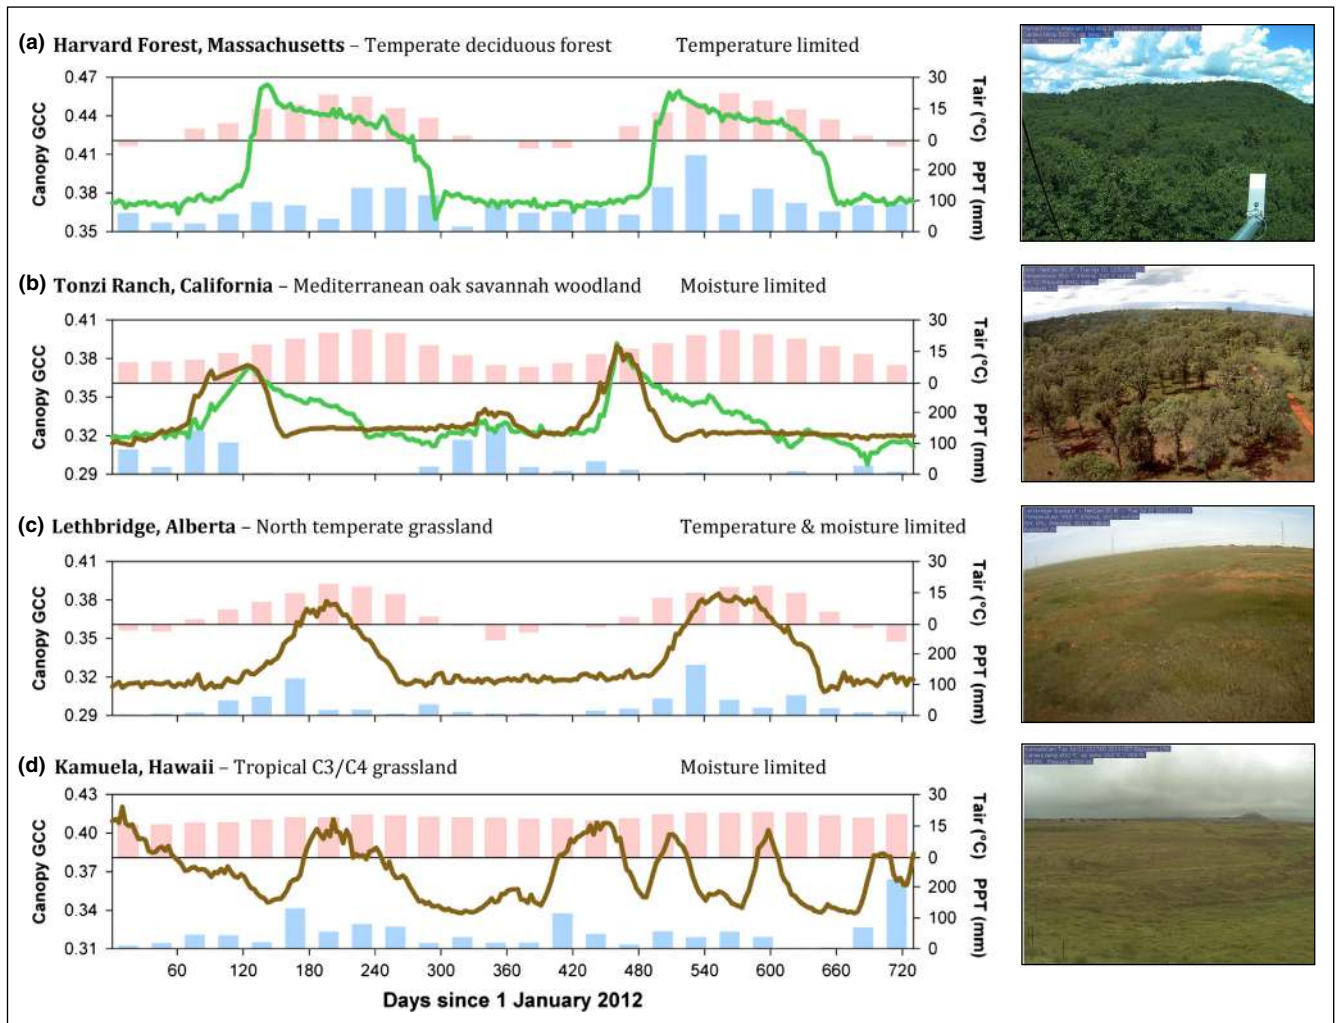 (a) Harvard Forest, Massachusetts – Temperate deciduous forest Temperature limited
0.47 30
0.44 15
0.41 0
0.38 200
100
0.35 0
Canopy GCC
Tair (°C)
PPT (mm)
(b) Tonzi Ranch, California – Mediterranean oak savannah woodland Moisture limited
0.41 30
0.38 15
0.35 0
0.32 200
100
0.29 0
Canopy GCC
Tair (°C)
PPT (mm)
(c) Lethbridge, Alberta – North temperate grassland Temperature & moisture limited
0.41 30
0.38 15
0.35 0
0.32 200
100
0.29 0
Canopy GCC
Tair (°C)
PPT (mm)
(d) Kamuela, Hawaii – Tropical C3/C4 grassland Moisture limited
0.43 30
0.40 15
0.37 0
0.34 200
100
0.31 0
Canopy GCC
Tair (°C)
PPT (mm)
60 120 180 240 300 360 420 480 540 600 660 720
Days since 1 January 2012